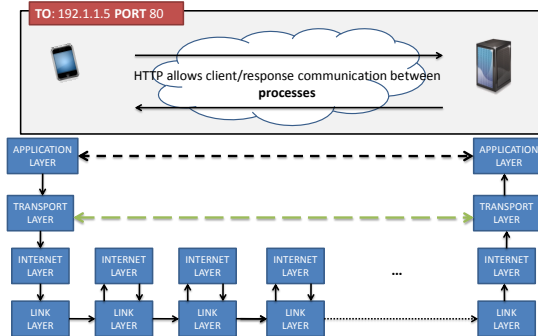 TO: 192.1.1.5 PORT 80
HTTP allows client/response communication between
processes
APPLICATION
LAYER
APPLICATION
LAYER
TRANSPORT
LAYER
TRANSPORT
LAYER
INTERNET
LAYER
INTERNET
LAYER
INTERNET
LAYER
INTERNET
LAYER
...
INTERNET
LAYER
LINK
LAYER
LINK
LAYER
LINK
LAYER
LINK
LAYER
LINK
LAYER